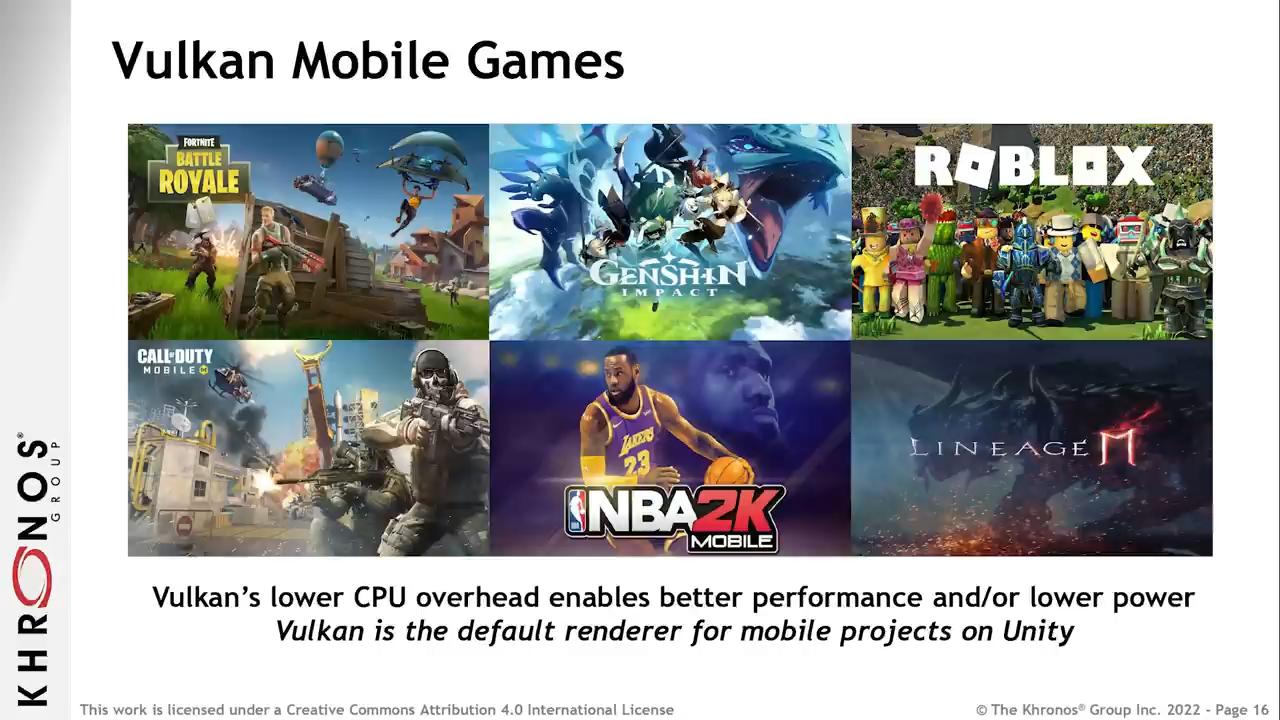 Vulkan Mobile Games
FORTNITE
BATTLE
ROYALE
GENSHIN
IMPACT
ROBLOX
CALL OF DUTY
MOBILE
LAKERS
23
NBA2K
MOBILE
LINEAGE M
KHRONOS®
GROUP
Vulkan’s lower CPU overhead enables better performance and/or lower power
Vulkan is the default renderer for mobile projects on Unity
This work is licensed under a Creative Commons Attribution 4.0 International License
© The Khronos® Group Inc. 2022 - Page 16